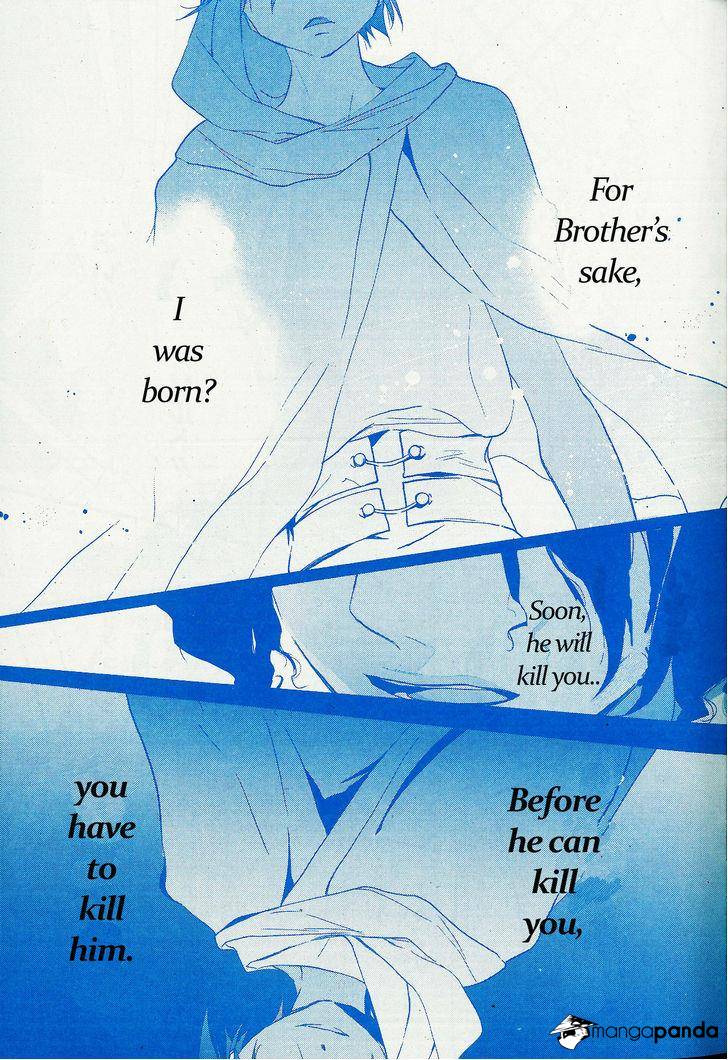 For
Brother's
sake,
I
was
born?
Soon,
he will
kill you..
Before
he can
kill
you,
you
have
to
kill
him.
mangapanda